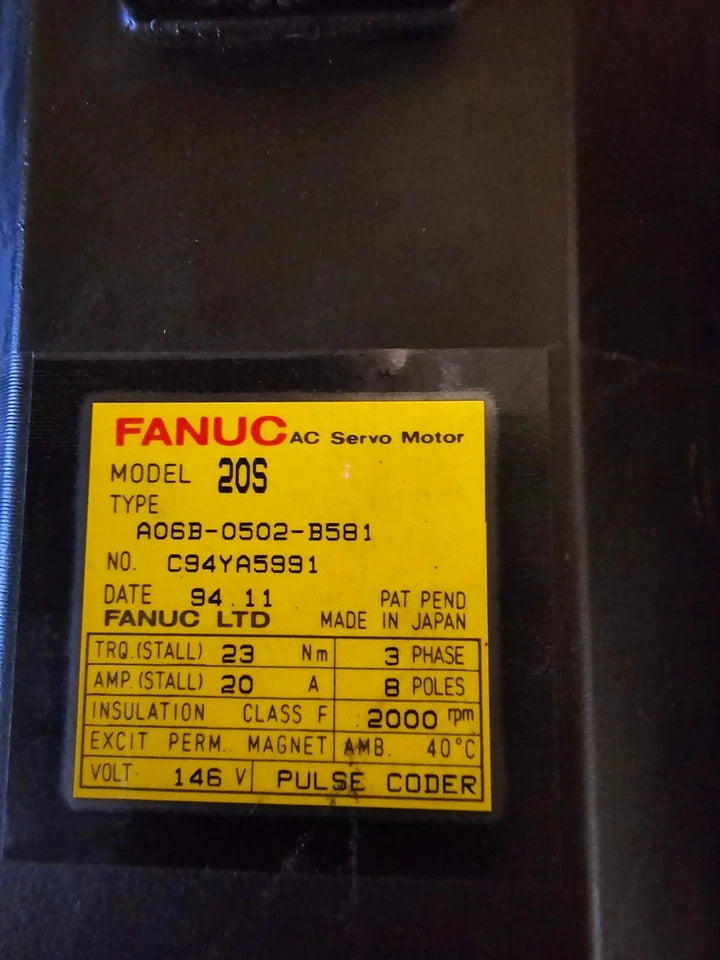 FANUC AC Servo Motor
MODEL 20S
TYPE
A06B-0502-B581
NO. C94YA5991
DATE 94.11 PAT PEND
FANUC LTD MADE IN JAPAN
TRQ.(STALL) 23 Nm 3 PHASE
AMP.(STALL) 20 A 8 POLES
INSULATION CLASS F 2000 rpm
EXCIT PERM. MAGNET AMB. 40°C
VOLT 146 V PULSE CODER